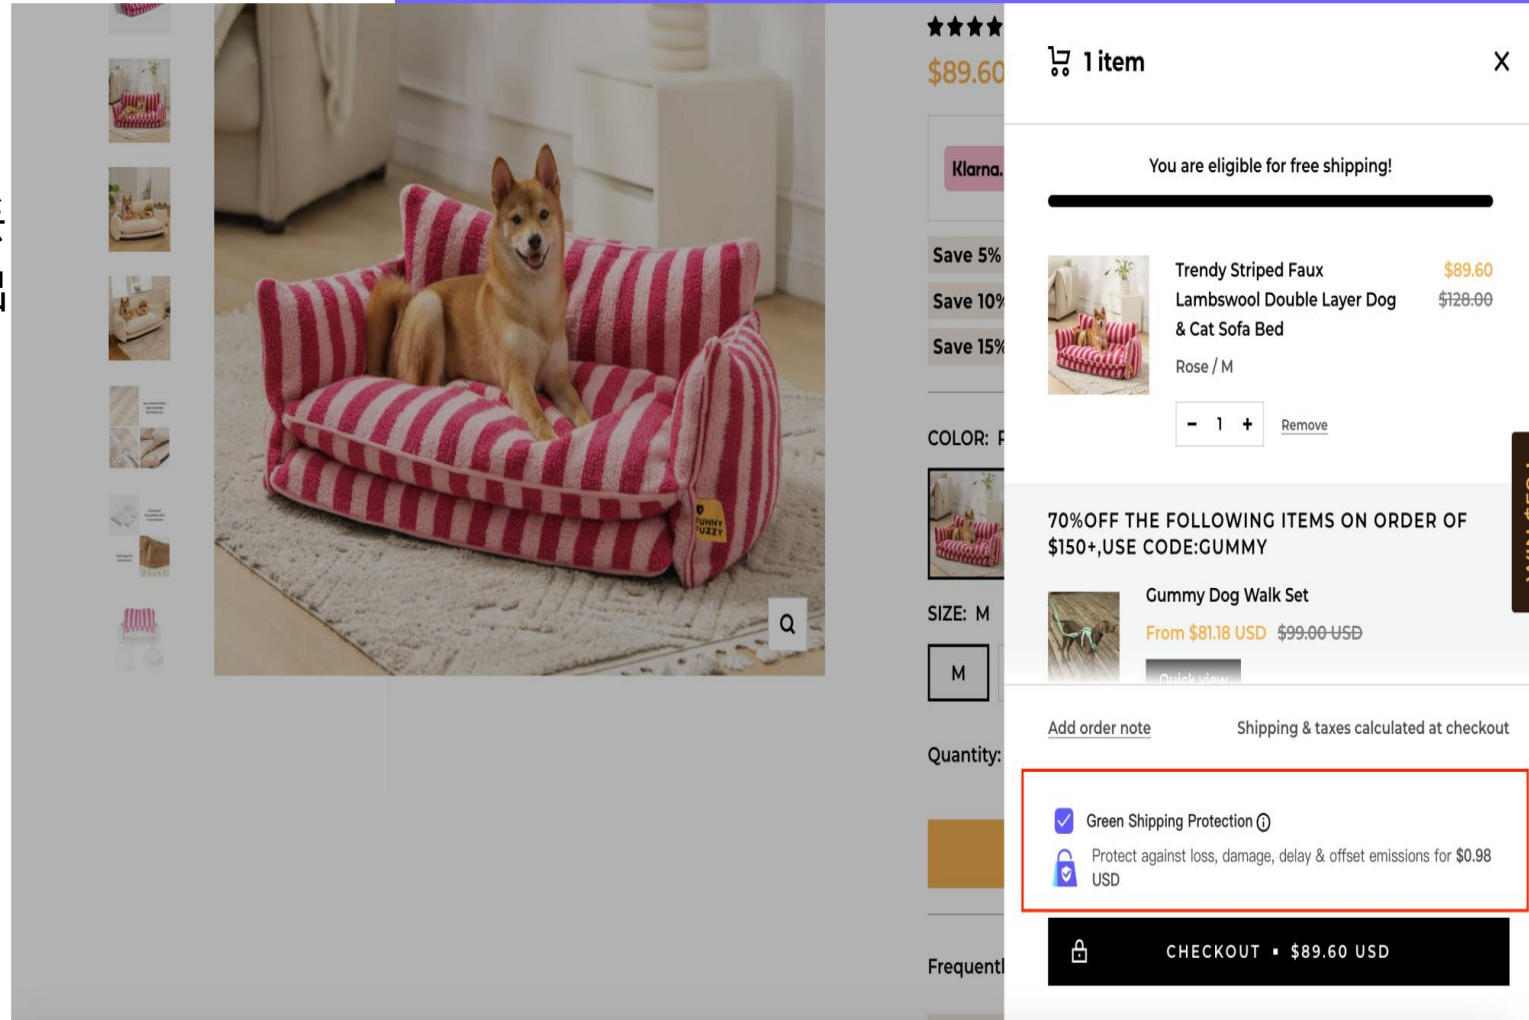 $89.60
Klarna.
Save 5%
Save 10%
Save 15%
COLOR:
SIZE: M
M
Quantity:
FUNNY
FUZZY
1 item
You are eligible for free shipping!
Trendy Striped Faux
Lambswool Double Layer Dog
& Cat Sofa Bed
$89.60
$128.00
Rose / M
- 1 +
Remove
70%OFF THE FOLLOWING ITEMS ON ORDER OF
$150+,USE CODE:GUMMY
Gummy Dog Walk Set
From $81.18 USD $99.00 USD
Quick view
Add order note
Shipping & taxes calculated at checkout
Green Shipping Protection
Protect against loss, damage, delay & offset emissions for $0.98
USD
CHECKOUT ▪ $89.60 USD